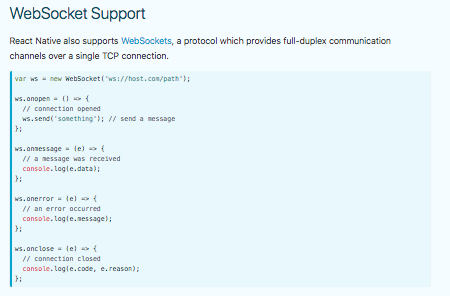 WebSocket Support
React Native also supports WebSockets, a protocol which provides full-duplex communication
channels over a single TCP connection.
var ws = new WebSocket('ws://host.com/path');
ws.onopen = () => {
// connection opened
ws.send('something'); // send a message
};
ws.onmessage = (e) => {
// a message was received
console.log(e.data);
};
ws.onerror = (e) => {
// an error occurred
console.log(e.message);
};
ws.onclose = (e) => {
// connection closed
console.log(e.code, e.reason);
};